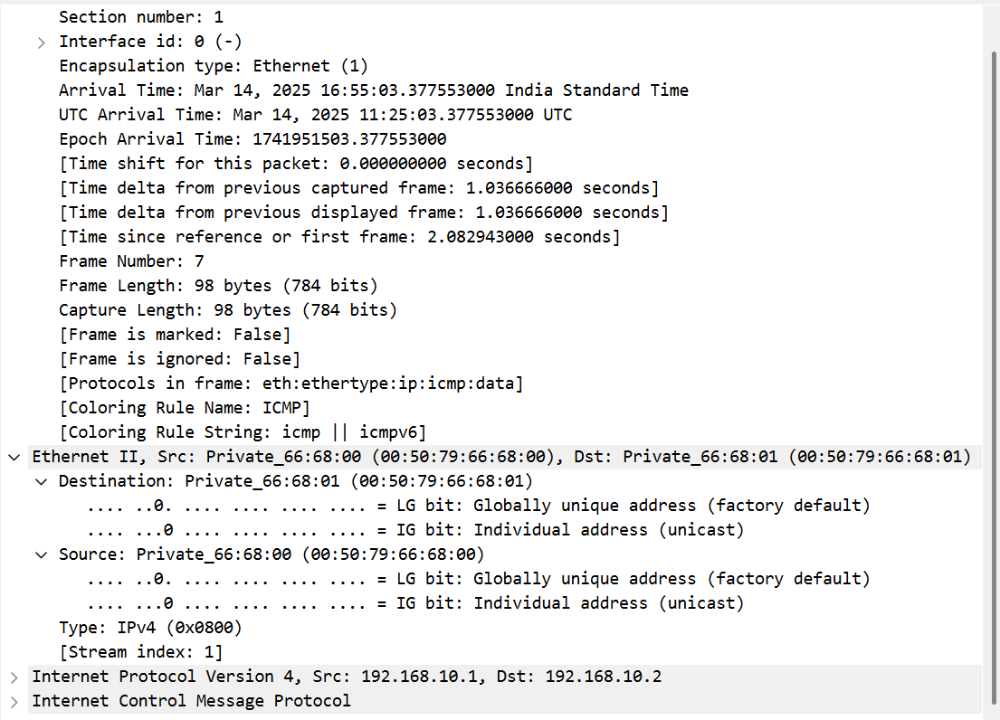 Section number: 1
Interface id: 0 (-)
Encapsulation type: Ethernet (1)
Arrival Time: Mar 14, 2025 16:55:03.377553000 India Standard Time
UTC Arrival Time: Mar 14, 2025 11:25:03.377553000 UTC
Epoch Arrival Time: 1741951503.377553000
[Time shift for this packet: 0.000000000 seconds]
[Time delta from previous captured frame: 1.036666000 seconds]
[Time delta from previous displayed frame: 1.036666000 seconds]
[Time since reference or first frame: 2.082943000 seconds]
Frame Number: 7
Frame Length: 98 bytes (784 bits)
Capture Length: 98 bytes (784 bits)
[Frame is marked: False]
[Frame is ignored: False]
[Protocols in frame: eth:ethertype:ip:icmp:data]
[Coloring Rule Name: ICMP]
[Coloring Rule String: icmp || icmpv6]
Ethernet II, Src: Private_66:68:00 (00:50:79:66:68:00), Dst: Private_66:68:01 (00:50:79:66:68:01)
Destination: Private_66:68:01 (00:50:79:66:68:01)
.... ..0. .... .... .... .... = LG bit: Globally unique address (factory default)
.... ...0 .... .... .... .... = IG bit: Individual address (unicast)
Source: Private_66:68:00 (00:50:79:66:68:00)
.... ..0. .... .... .... .... = LG bit: Globally unique address (factory default)
.... ...0 .... .... .... .... = IG bit: Individual address (unicast)
Type: IPv4 (0x0800)
[Stream index: 1]
Internet Protocol Version 4, Src: 192.168.10.1, Dst: 192.168.10.2
Internet Control Message Protocol